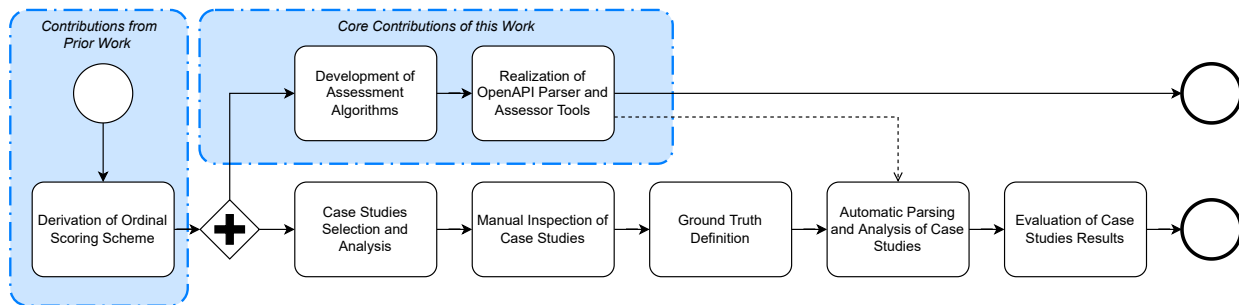 Contributions from
Prior Work
Core Contributions of this Work
Development of
Assessment
Algorithms
Realization of
OpenAPI Parser and
Assessor Tools
Derivation of Ordinal
Scoring Scheme
Case Studies
Selection and
Analysis
Manual Inspection of
Case Studies
Ground Truth
Definition
Automatic Parsing
and Analysis of Case
Studies
Evaluation of Case
Studies Results